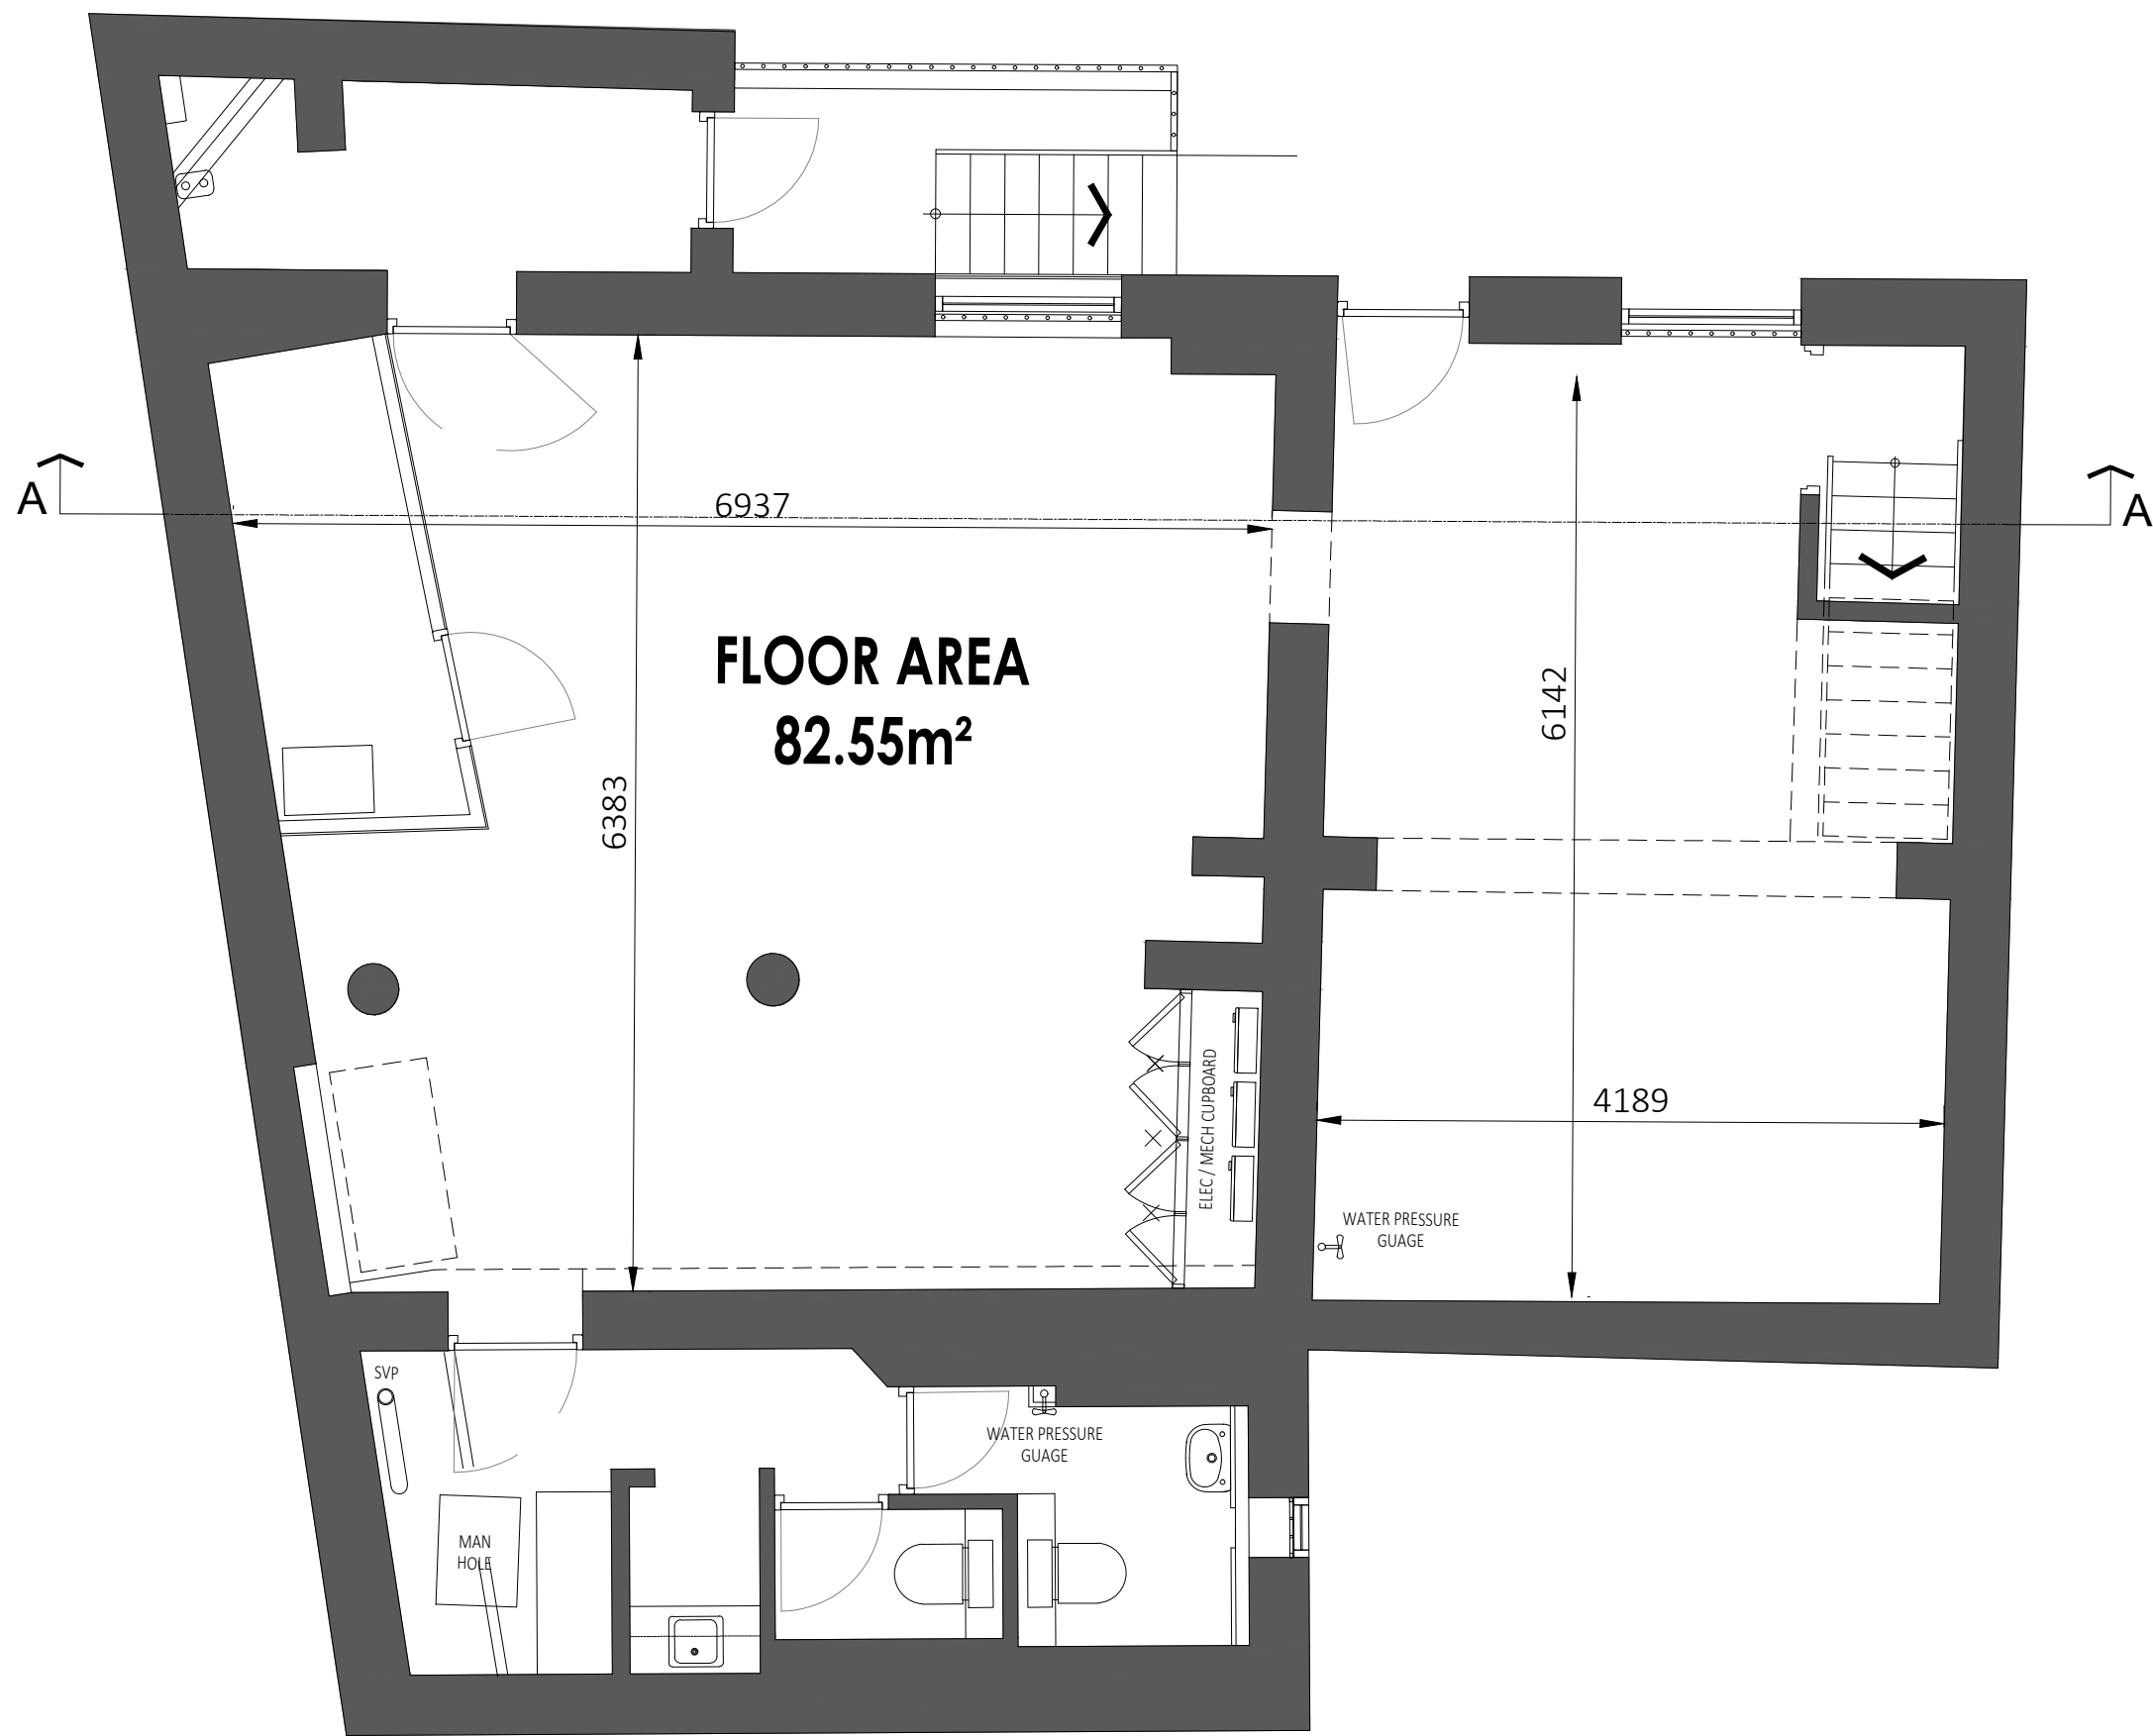 A
A
6937
FLOOR AREA
82.55m²
6142
6383
4189
ELEC / MECH CUPBOARD
WATER PRESSURE
GUAGE
SVP
WATER PRESSURE
GUAGE
MAN
HOLE